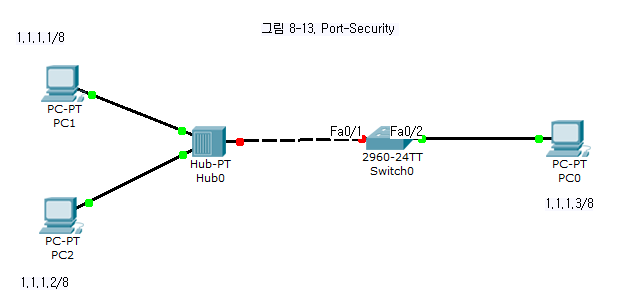 그림 8-13. Port-Security
1.1.1.1/8
PC-PT
PC1
Fa0/1
Fa0/2
Hub-PT
Hub0
2960-24TT
Switch0
PC-PT
PC0
1.1.1.3/8
PC-PT
PC2
1.1.1.2/8